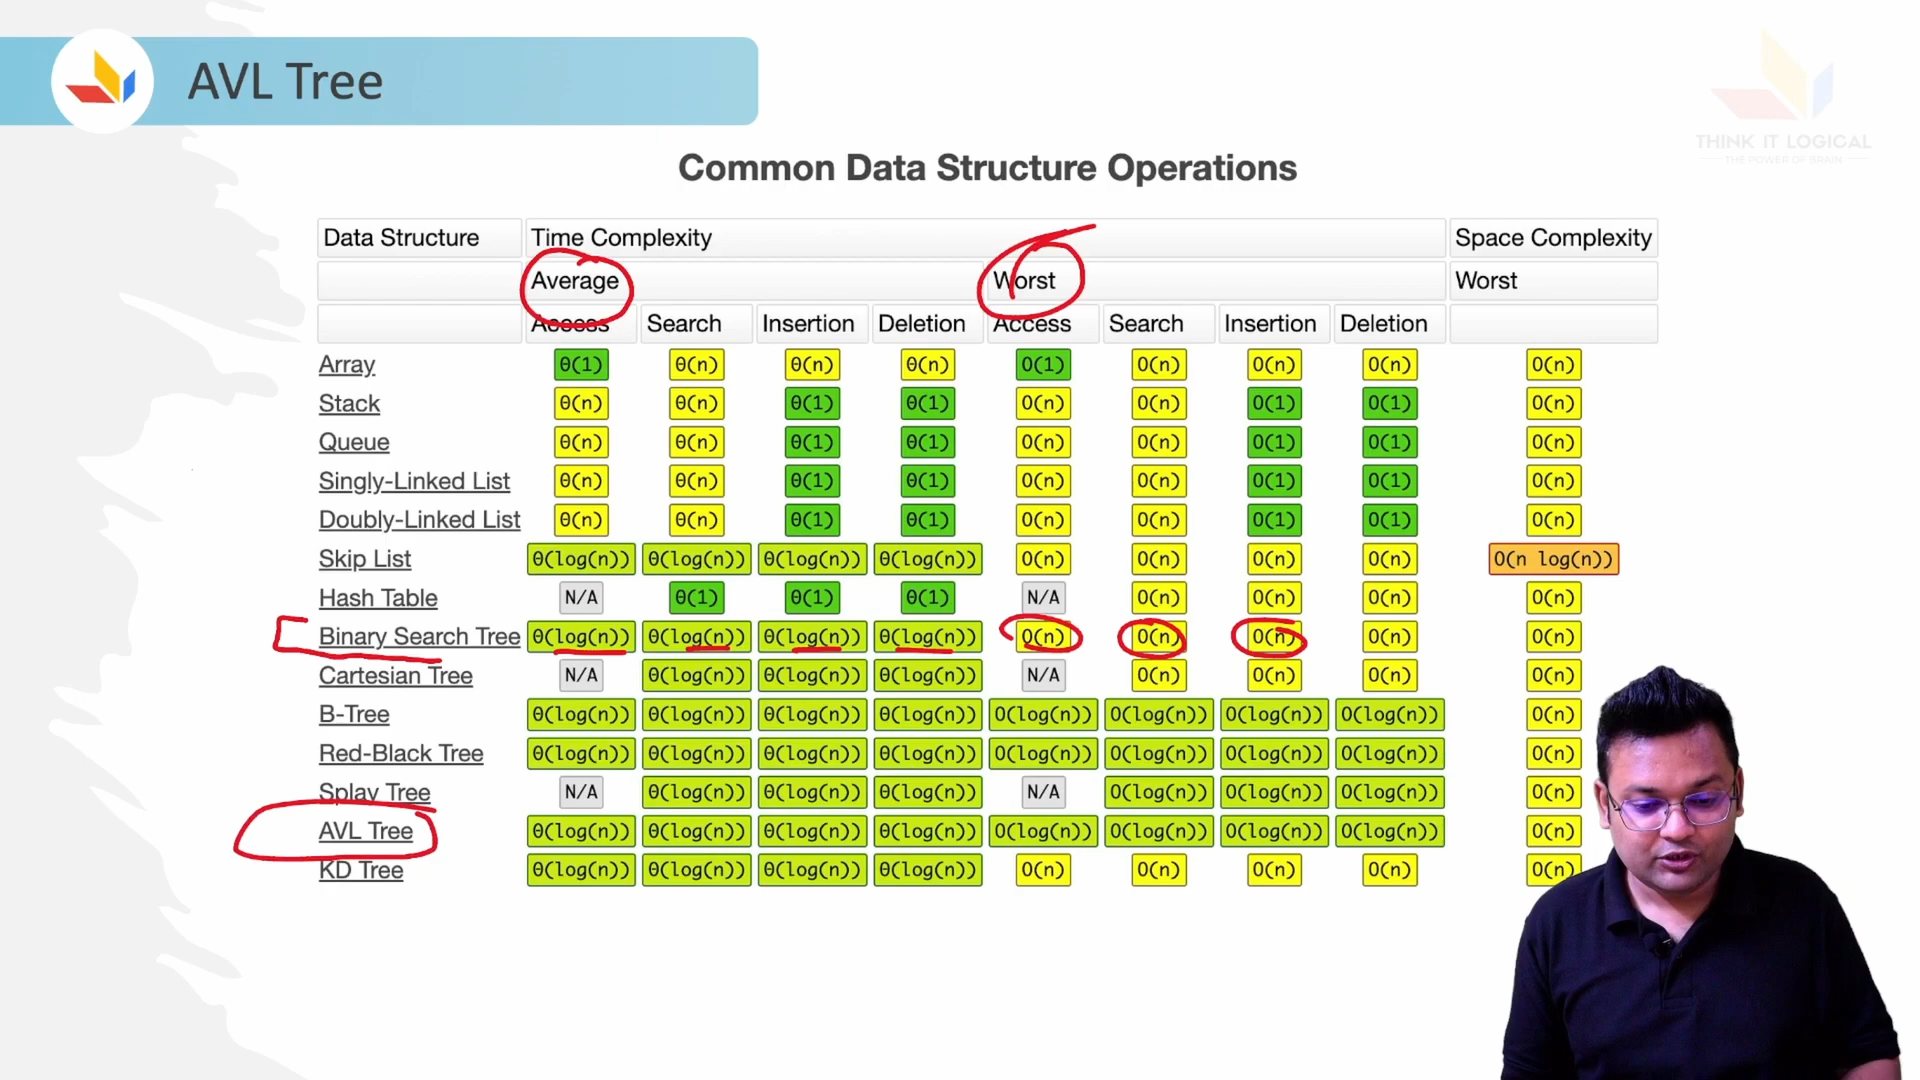 AVL Tree
THINK IT LOGICAL
THE POWER OF BRAIN
Common Data Structure Operations
Data Structure Time Complexity Space Complexity
Average Worst Worst
Access Search Insertion Deletion Access Search Insertion Deletion
Array Θ(1) Θ(n) Θ(n) Θ(n) O(1) O(n) O(n) O(n) O(n)
Stack Θ(n) Θ(n) Θ(1) Θ(1) O(n) O(n) O(1) O(1) O(n)
Queue Θ(n) Θ(n) Θ(1) Θ(1) O(n) O(n) O(1) O(1) O(n)
Singly-Linked List Θ(n) Θ(n) Θ(1) Θ(1) O(n) O(n) O(1) O(1) O(n)
Doubly-Linked List Θ(n) Θ(n) Θ(1) Θ(1) O(n) O(n) O(1) O(1) O(n)
Skip List Θ(log(n)) Θ(log(n)) Θ(log(n)) Θ(log(n)) O(n) O(n) O(n) O(n) O(n log(n))
Hash Table N/A Θ(1) Θ(1) Θ(1) N/A O(n) O(n) O(n) O(n)
Binary Search Tree Θ(log(n)) Θ(log(n)) Θ(log(n)) Θ(log(n)) O(n) O(n) O(n) O(n) O(n)
Cartesian Tree N/A Θ(log(n)) Θ(log(n)) Θ(log(n)) N/A O(n) O(n) O(n) O(n)
B-Tree Θ(log(n)) Θ(log(n)) Θ(log(n)) Θ(log(n)) O(log(n)) O(log(n)) O(log(n)) O(log(n)) O(n)
Red-Black Tree Θ(log(n)) Θ(log(n)) Θ(log(n)) Θ(log(n)) O(log(n)) O(log(n)) O(log(n)) O(log(n)) O(n)
Splay Tree N/A Θ(log(n)) Θ(log(n)) Θ(log(n)) N/A O(log(n)) O(log(n)) O(log(n)) O(n)
AVL Tree Θ(log(n)) Θ(log(n)) Θ(log(n)) Θ(log(n)) O(log(n)) O(log(n)) O(log(n)) O(log(n)) O(n)
KD Tree Θ(log(n)) Θ(log(n)) Θ(log(n)) Θ(log(n)) O(n) O(n) O(n) O(n) O(n)